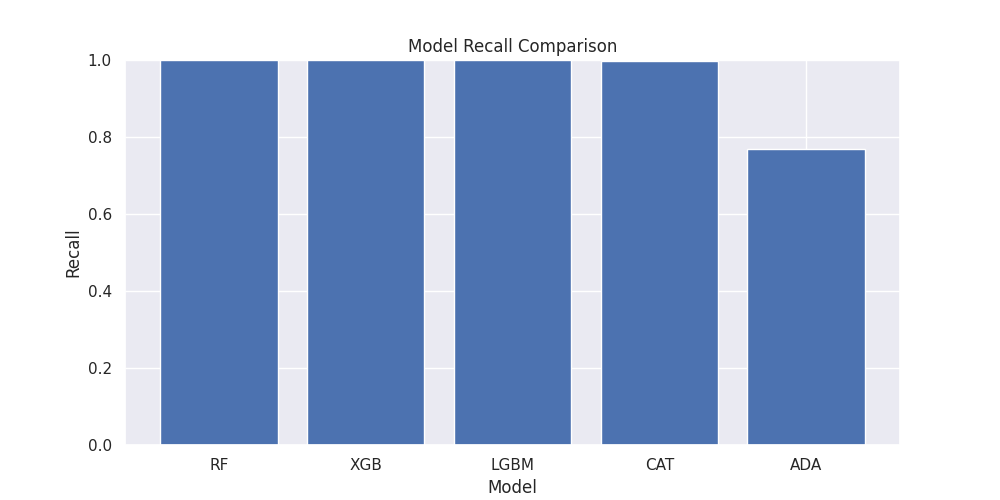 Model Recall Comparison
1.0
0.8
0.6
0.4
0.2
0.0
Recall
RF XGB LGBM CAT ADA
Model